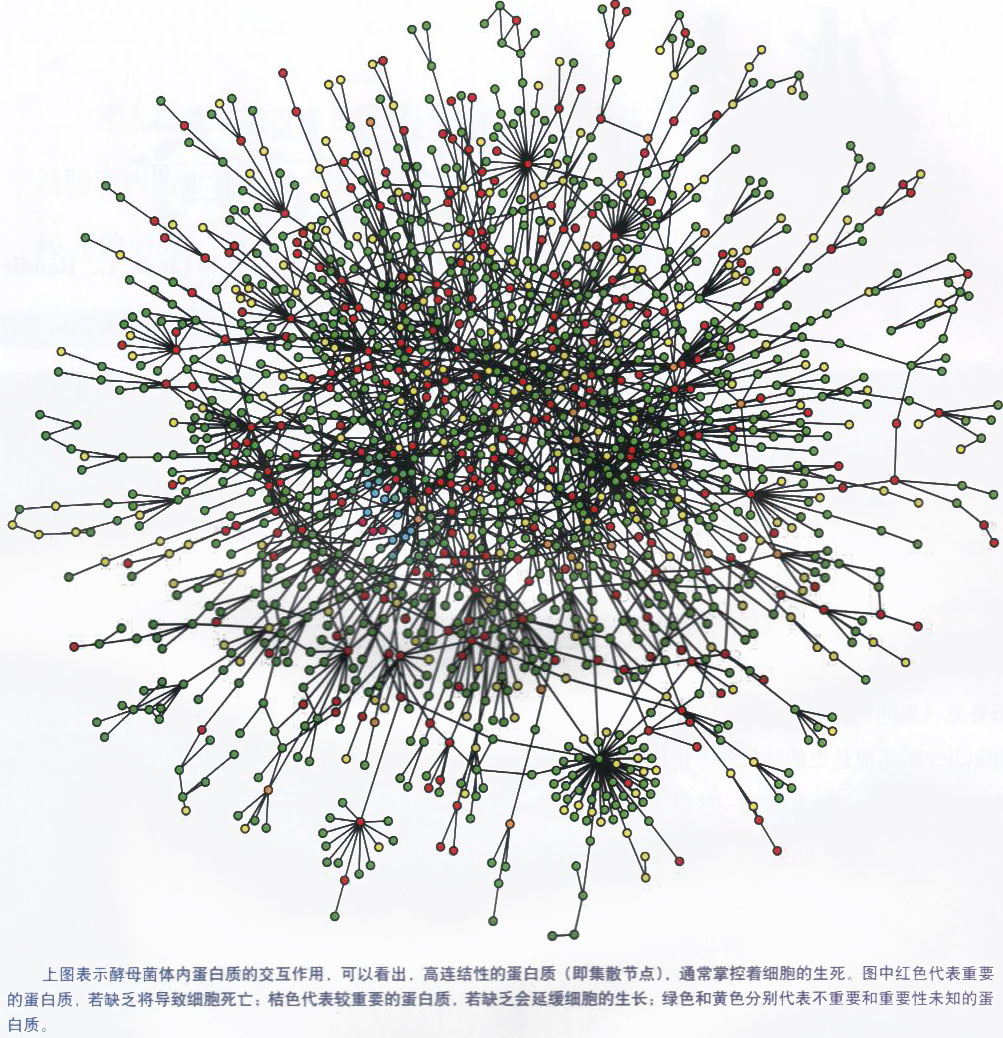 上图表示酵母菌体内蛋白质的交互作用．可以看出．高连结性的蛋白质（即集散节点）．通常掌控着细胞的生死。图中红色代表重要
的蛋白质．若缺乏将导致细胞死亡；桔色代表较重要的蛋白质．若缺乏会延缓细胞的生长；绿色和黄色分别代表不重要和重要性未知的蛋
白质。